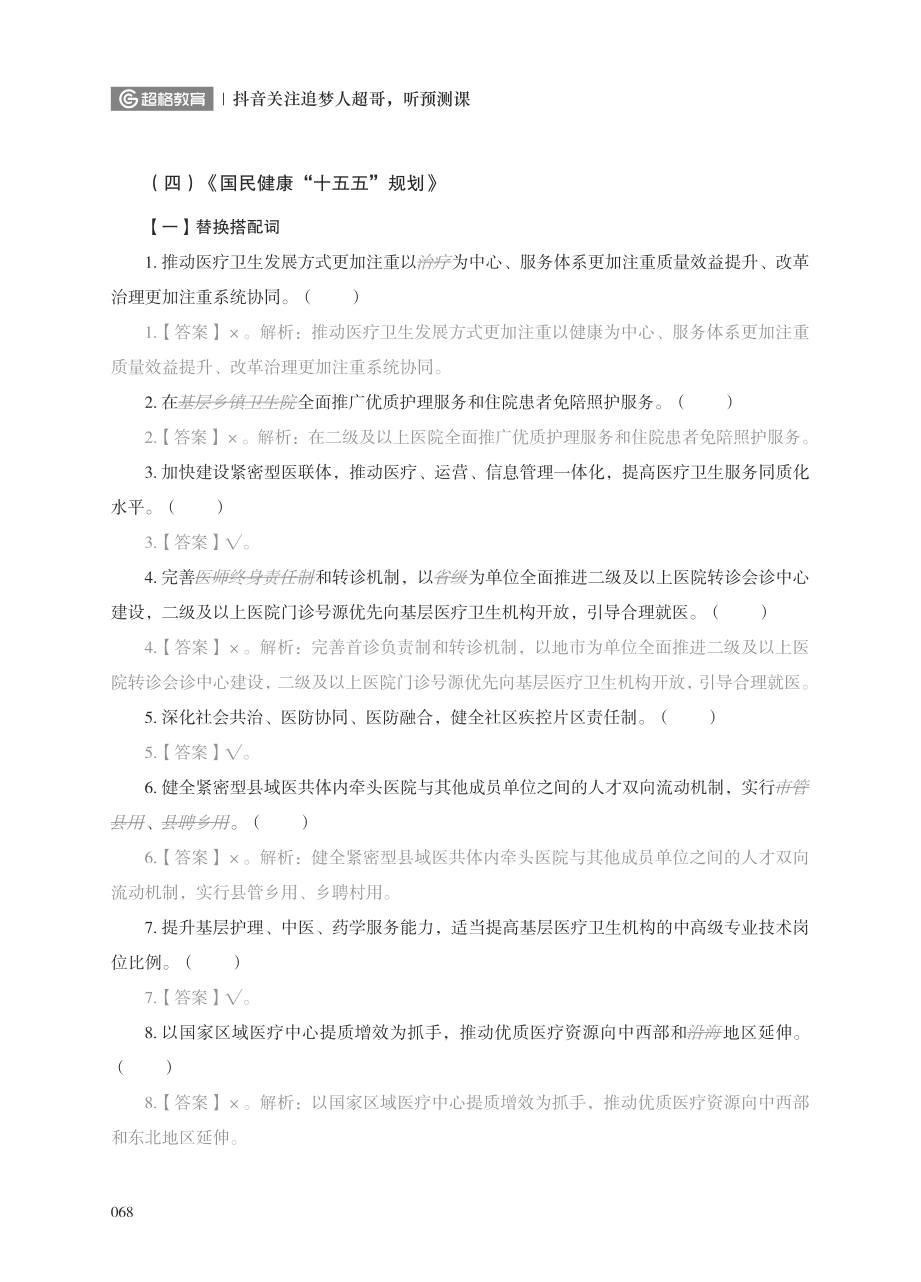 超格教育 | 抖音关注追梦人超哥，听预测课
（四）《国民健康“十五五”规划》
【一】替换搭配词
1. 推动医疗卫生发展方式更加注重以治疗为中心、服务体系更加注重质量效益提升、改革
治理更加注重系统协同。（　　）
1.【答案】×。解析：推动医疗卫生发展方式更加注重以健康为中心、服务体系更加注重
质量效益提升、改革治理更加注重系统协同。
2. 在基层乡镇卫生院全面推广优质护理服务和住院患者免陪照护服务。（　　）
2.【答案】×。解析：在二级及以上医院全面推广优质护理服务和住院患者免陪照护服务。
3. 加快建设紧密型医联体，推动医疗、运营、信息管理一体化，提高医疗卫生服务同质化
水平。（　　）
3.【答案】√。
4. 完善医师终身责任制和转诊机制，以省级为单位全面推进二级及以上医院转诊会诊中心
建设，二级及以上医院门诊号源优先向基层医疗卫生机构开放，引导合理就医。（　　）
4.【答案】×。解析：完善首诊负责制和转诊机制，以地市为单位全面推进二级及以上医
院转诊会诊中心建设，二级及以上医院门诊号源优先向基层医疗卫生机构开放，引导合理就医。
5. 深化社会共治、医防协同、医防融合，健全社区疾控片区责任制。（　　）
5.【答案】√。
6. 健全紧密型县域医共体内牵头医院与其他成员单位之间的人才双向流动机制，实行市管
县用、县聘乡用。（　　）
6.【答案】×。解析：健全紧密型县域医共体内牵头医院与其他成员单位之间的人才双向
流动机制，实行县管乡用、乡聘村用。
7. 提升基层护理、中医、药学服务能力，适当提高基层医疗卫生机构的中高级专业技术岗
位比例。（　　）
7.【答案】√。
8. 以国家区域医疗中心提质增效为抓手，推动优质医疗资源向中西部和沿海地区延伸。
（　　）
8.【答案】×。解析：以国家区域医疗中心提质增效为抓手，推动优质医疗资源向中西部
和东北地区延伸。
068